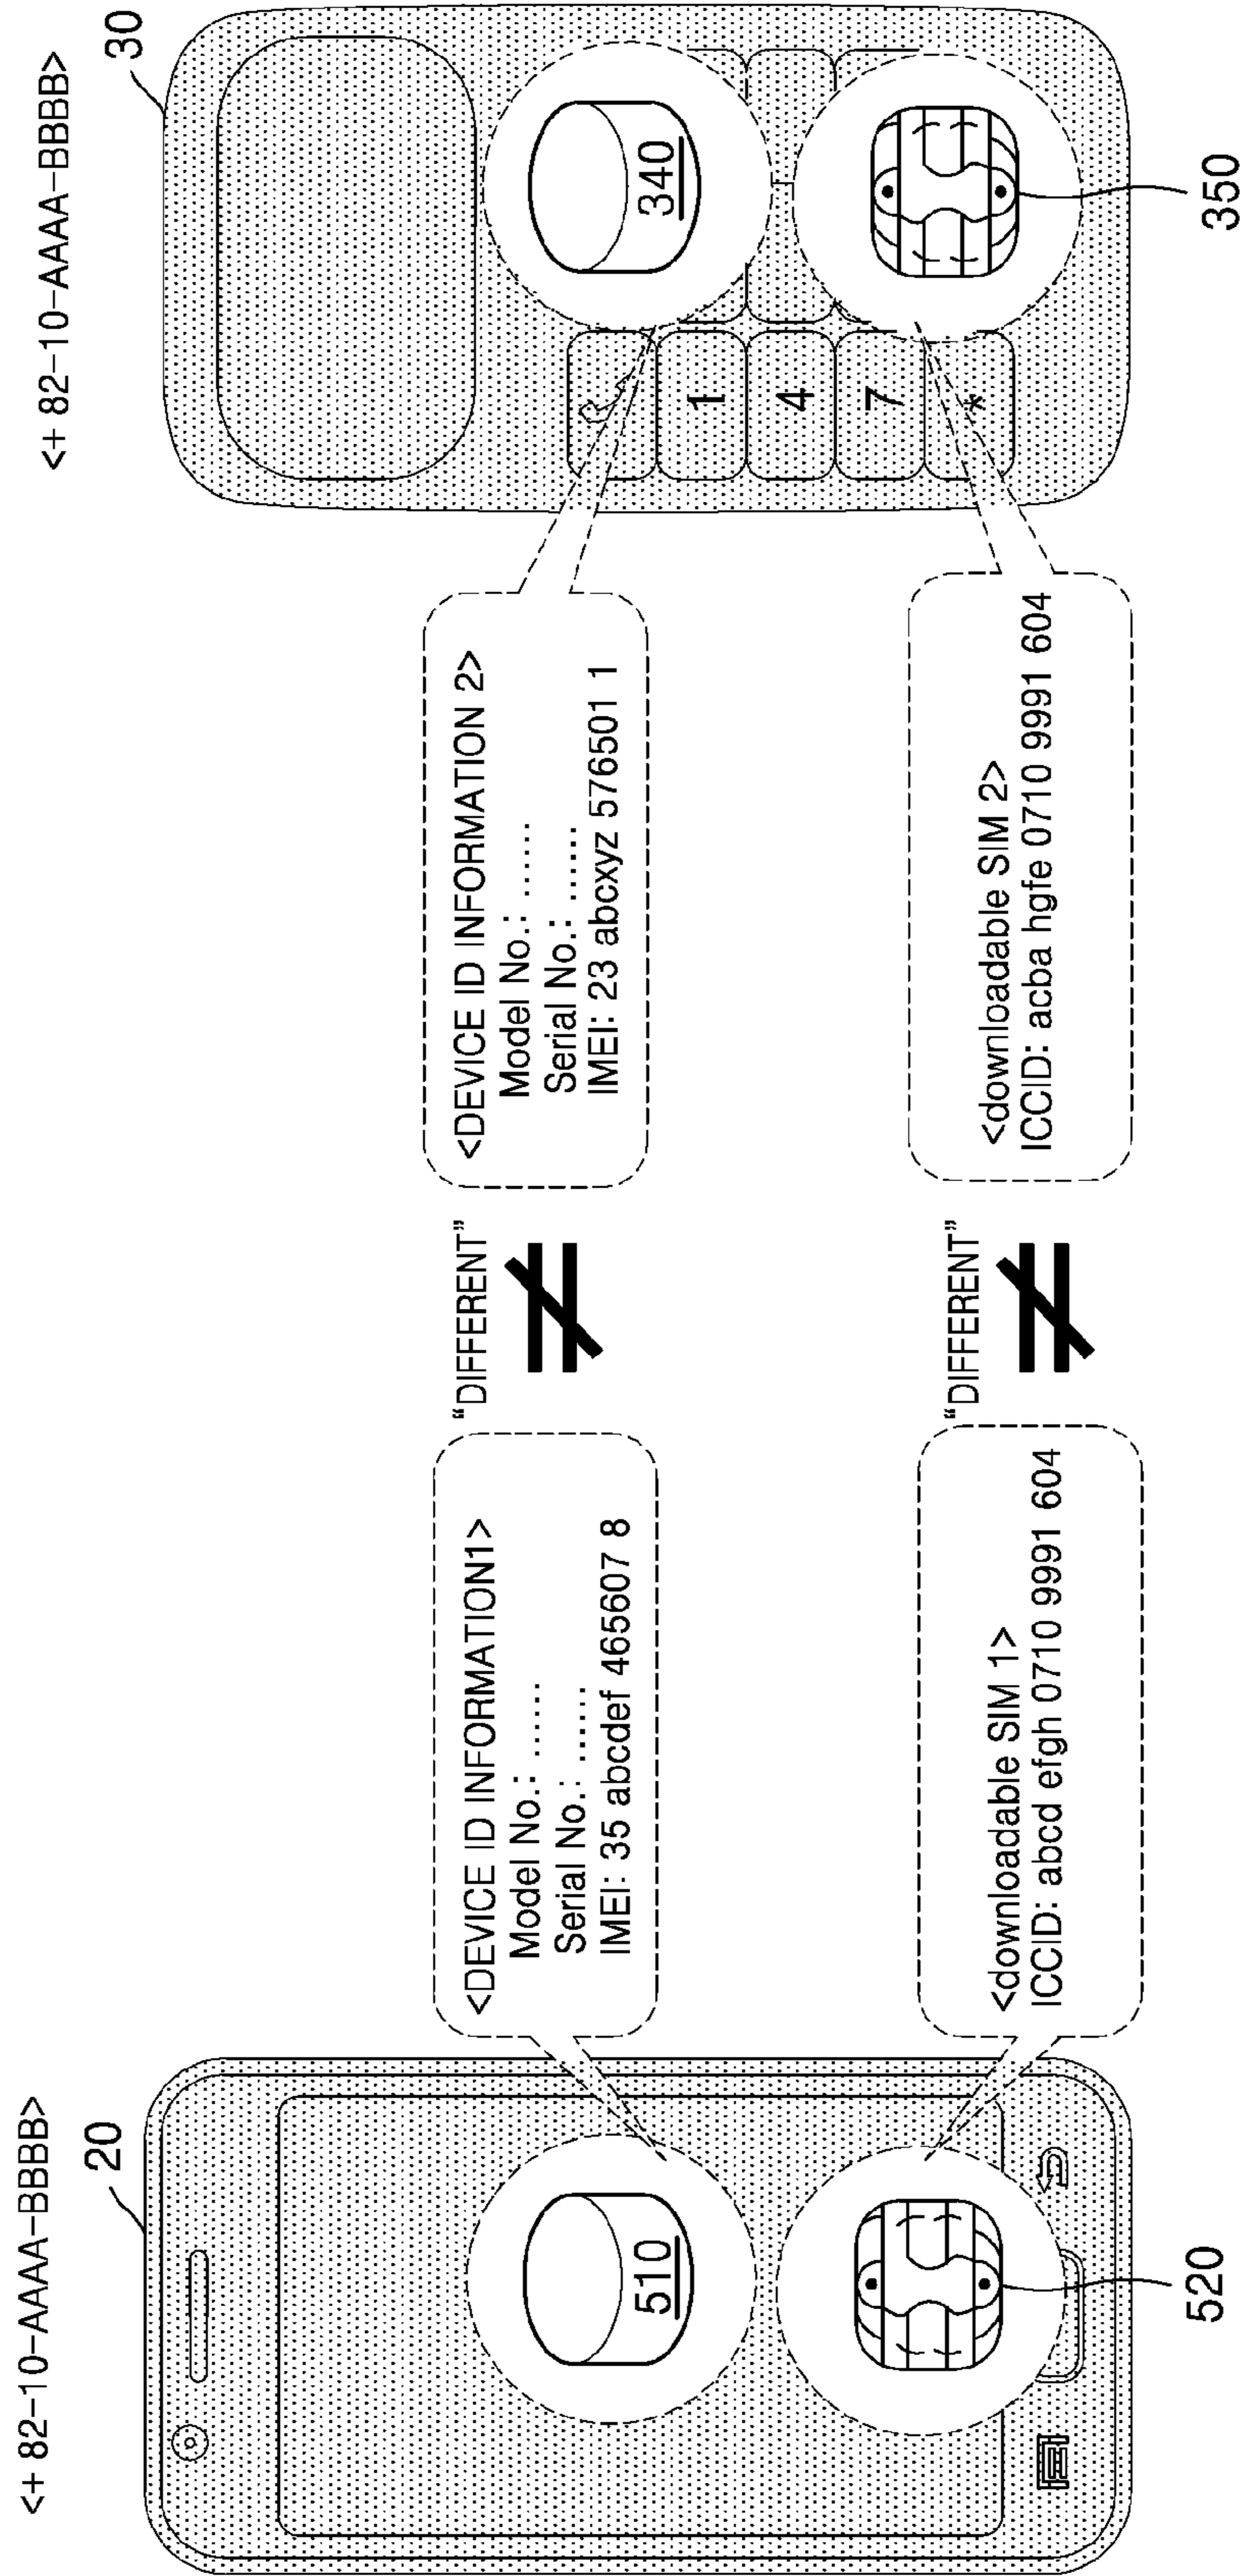 <+ 82-10-AAAA-BBBB>
20
510
520
<DEVICE ID INFORMATION1>
Model No.: ......
Serial No.: ......
IMEI: 35 abcdef 465607 8
<downloadable SIM 1>
ICCID: abcd efgh 0710 9991 604
“DIFFERENT”
“DIFFERENT”
<DEVICE ID INFORMATION 2>
Model No.: ......
Serial No.: ......
IMEI: 23 abcxyz 576501 1
<downloadable SIM 2>
ICCID: acba hgfe 0710 9991 604
<+ 82-10-AAAA-BBBB>
30
340
1
4
7
*
350